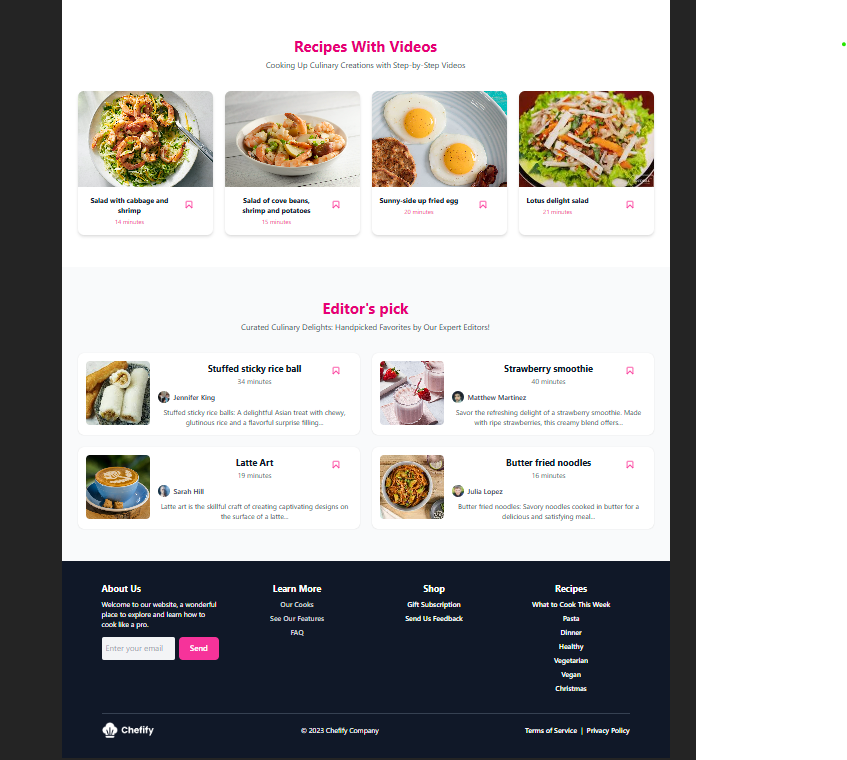 Recipes With Videos
Cooking Up Culinary Creations with Step-by-Step Videos
Salad with cabbage and
shrimp
14 minutes
Salad of cove beans,
shrimp and potatoes
15 minutes
Sunny-side up fried egg
20 minutes
Lotus delight salad
21 minutes
Editor's pick
Curated Culinary Delights: Handpicked Favorites by Our Expert Editors!
Stuffed sticky rice ball
34 minutes
Jennifer King
Stuffed sticky rice balls: A delightful Asian treat with chewy,
glutinous rice and a flavorful surprise filling...
Strawberry smoothie
40 minutes
Matthew Martinez
Savor the refreshing delight of a strawberry smoothie. Made
with ripe strawberries, this creamy blend offers...
Latte Art
19 minutes
Sarah Hill
Latte art is the skillful craft of creating captivating designs on
the surface of a latte...
Butter fried noodles
16 minutes
Julia Lopez
Butter fried noodles: Savory noodles cooked in butter for a
delicious and satisfying meal...
About Us
Welcome to our website, a wonderful
place to explore and learn how to
cook like a pro.
Enter your email
Send
Learn More
Our Cooks
See Our Features
FAQ
Shop
Gift Subscription
Send Us Feedback
Recipes
What to Cook This Week
Pasta
Dinner
Healthy
Vegetarian
Vegan
Christmas
Chefify
© 2023 Chefify Company
Terms of Service | Privacy Policy